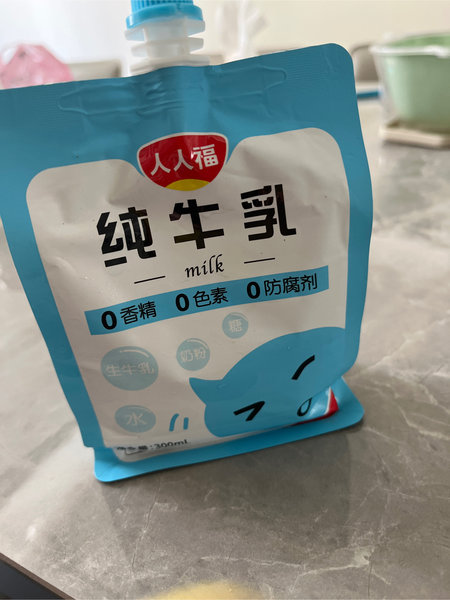 人人福
纯牛乳
milk
0香精 0色素 0防腐剂
糖
奶粉
生牛乳
水
:300ml